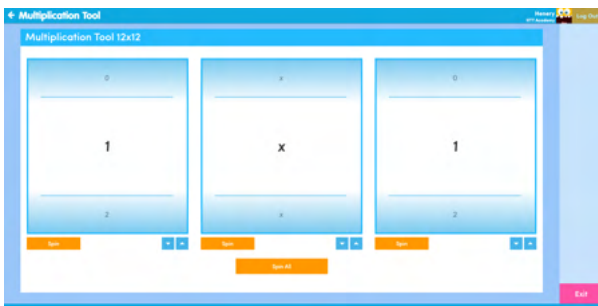 Multiplication Tool
Log Out
Multiplication Tool 12x12
0 x 0
1 x 1
2 x 2
Spin Spin Spin
Spin All
Exit